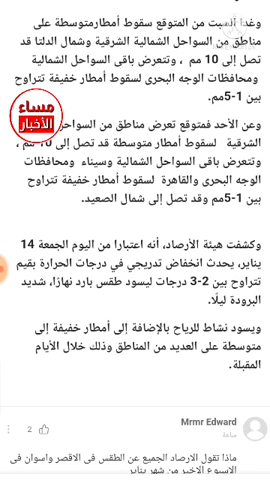 وغدا السبت من المتوقع سقوط أمطارمتوسطة على
مناطق من السواحل الشمالية الشرقية وشمال الدلتا قد
تصل إلى 10 مم ، وتتعرض باقى السواحل الشمالية
ومحافظات الوجه البحرى لسقوط أمطار خفيفة تتراوح
بين 1-5مم.
مساء
الأخبار
وعن الأحد فمتوقع تعرض مناطق من السواحل
الشرقية لسقوط أمطار متوسطة قد تصل إلى 10 مم ،
وتتعرض باقى السواحل الشمالية وسيناء ومحافظات
الوجه البحرى والقاهرة لسقوط أمطار خفيفة تتراوح
بين 1-5مم وقد تصل إلى شمال الصعيد.
وكشفت هيئة الأرصاد، أنه اعتبارا من اليوم الجمعة 14
يناير، يحدث انخفاض تدريجي في درجات الحرارة بقيم
تتراوح بين 2-3 درجات ليسود طقس بارد نهارًا، شديد
البرودة ليلًا.
ويسود نشاط للرياح بالإضافة إلى أمطار خفيفة إلى
متوسطة على العديد من المناطق وذلك خلال الأيام
المقبلة.
Mrmr Edward
ساعة
2
ماذا تقول الارصاد الجميع عن الطقس فى الاقصر واسوان فى
الاسبوع الاخير من شهر يناير